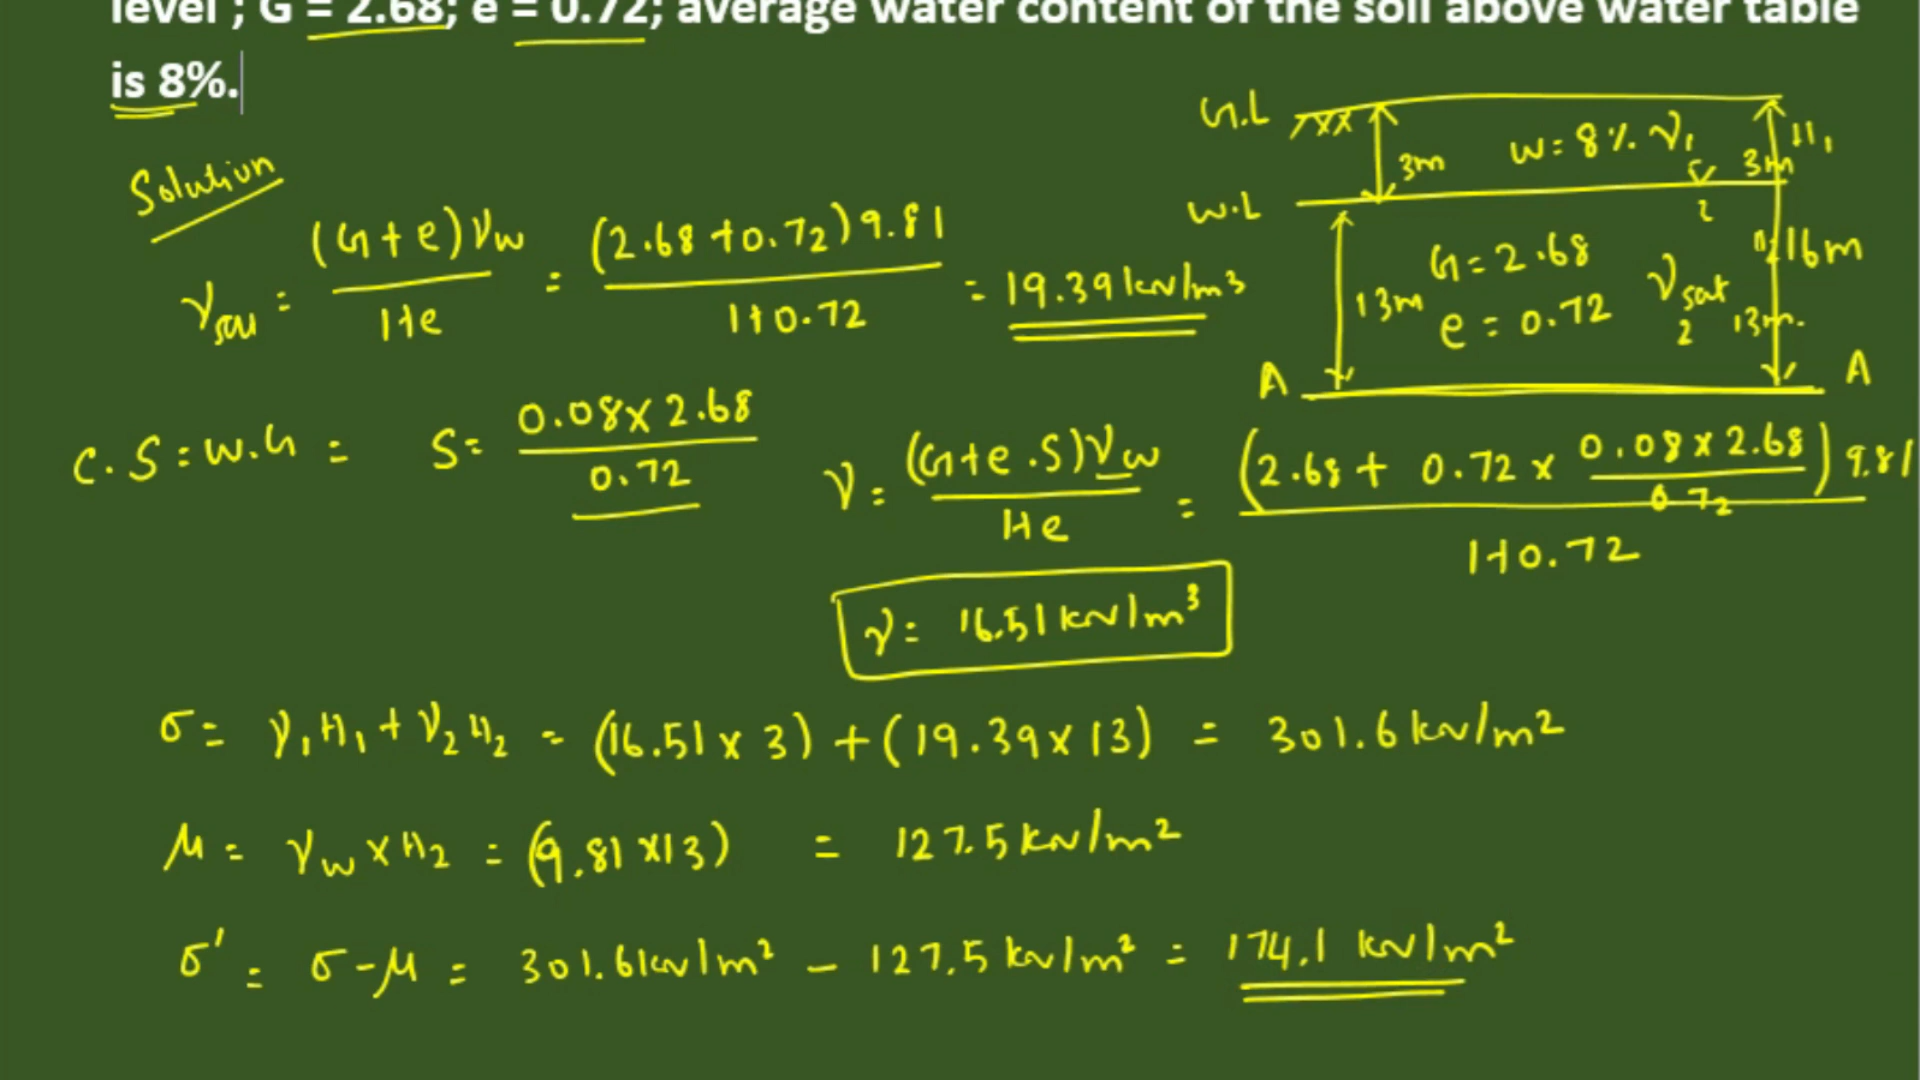 level ; G = 2.68; e = 0.72; average water content of the soil above water table
is 8%.
Solution
γsat = (G+e)γw / 1+e = (2.68+0.72)9.81 / 1+0.72 = 19.39 kN/m3
G.L
3m
w = 8 %. γ1
3m
H1
W.L
2
13m
G = 2.68
e = 0.72
γsat
2
16m
13m.
A
A
e.S = w.G = S = 0.08 x 2.68 / 0.72
γ = (G+e.S)γw / 1+e = (2.68 + 0.72 x 0.08 x 2.68 / 0.72) 9.81 / 1+0.72
γ = 16.51 kN/m3
σ = γ1H1 + γ2H2 = (16.51 x 3) + (19.39 x 13) = 301.6 kN/m2
μ = γw x H2 = (9.81 x13) = 127.5 kN/m2
σ' = σ - μ = 301.6 kN/m2 - 127.5 kN/m2 = 174.1 kN/m2